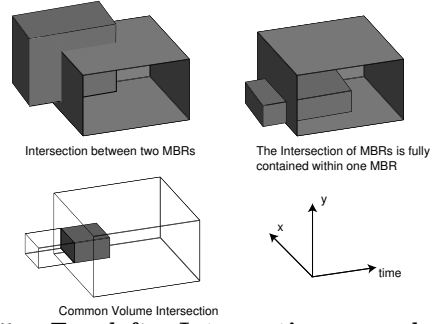 Intersection between two MBRs
The Intersection of MBRs is fully
contained within one MBR
y
x
time
Common Volume Intersection